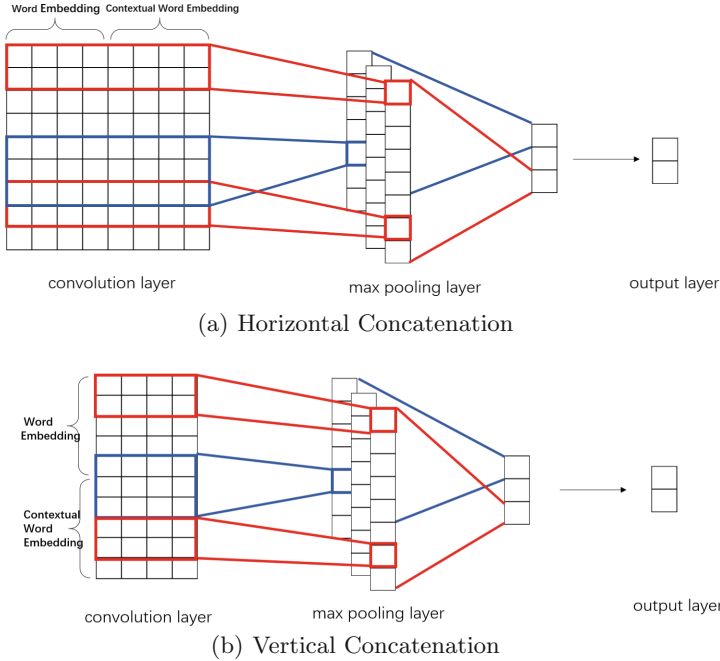 Word Embedding Contextual Word Embedding
convolution layer
max pooling layer
output layer
(a) Horizontal Concatenation
Word
Embedding
Contextual
Word
Embedding
convolution layer
max pooling layer
output layer
(b) Vertical Concatenation